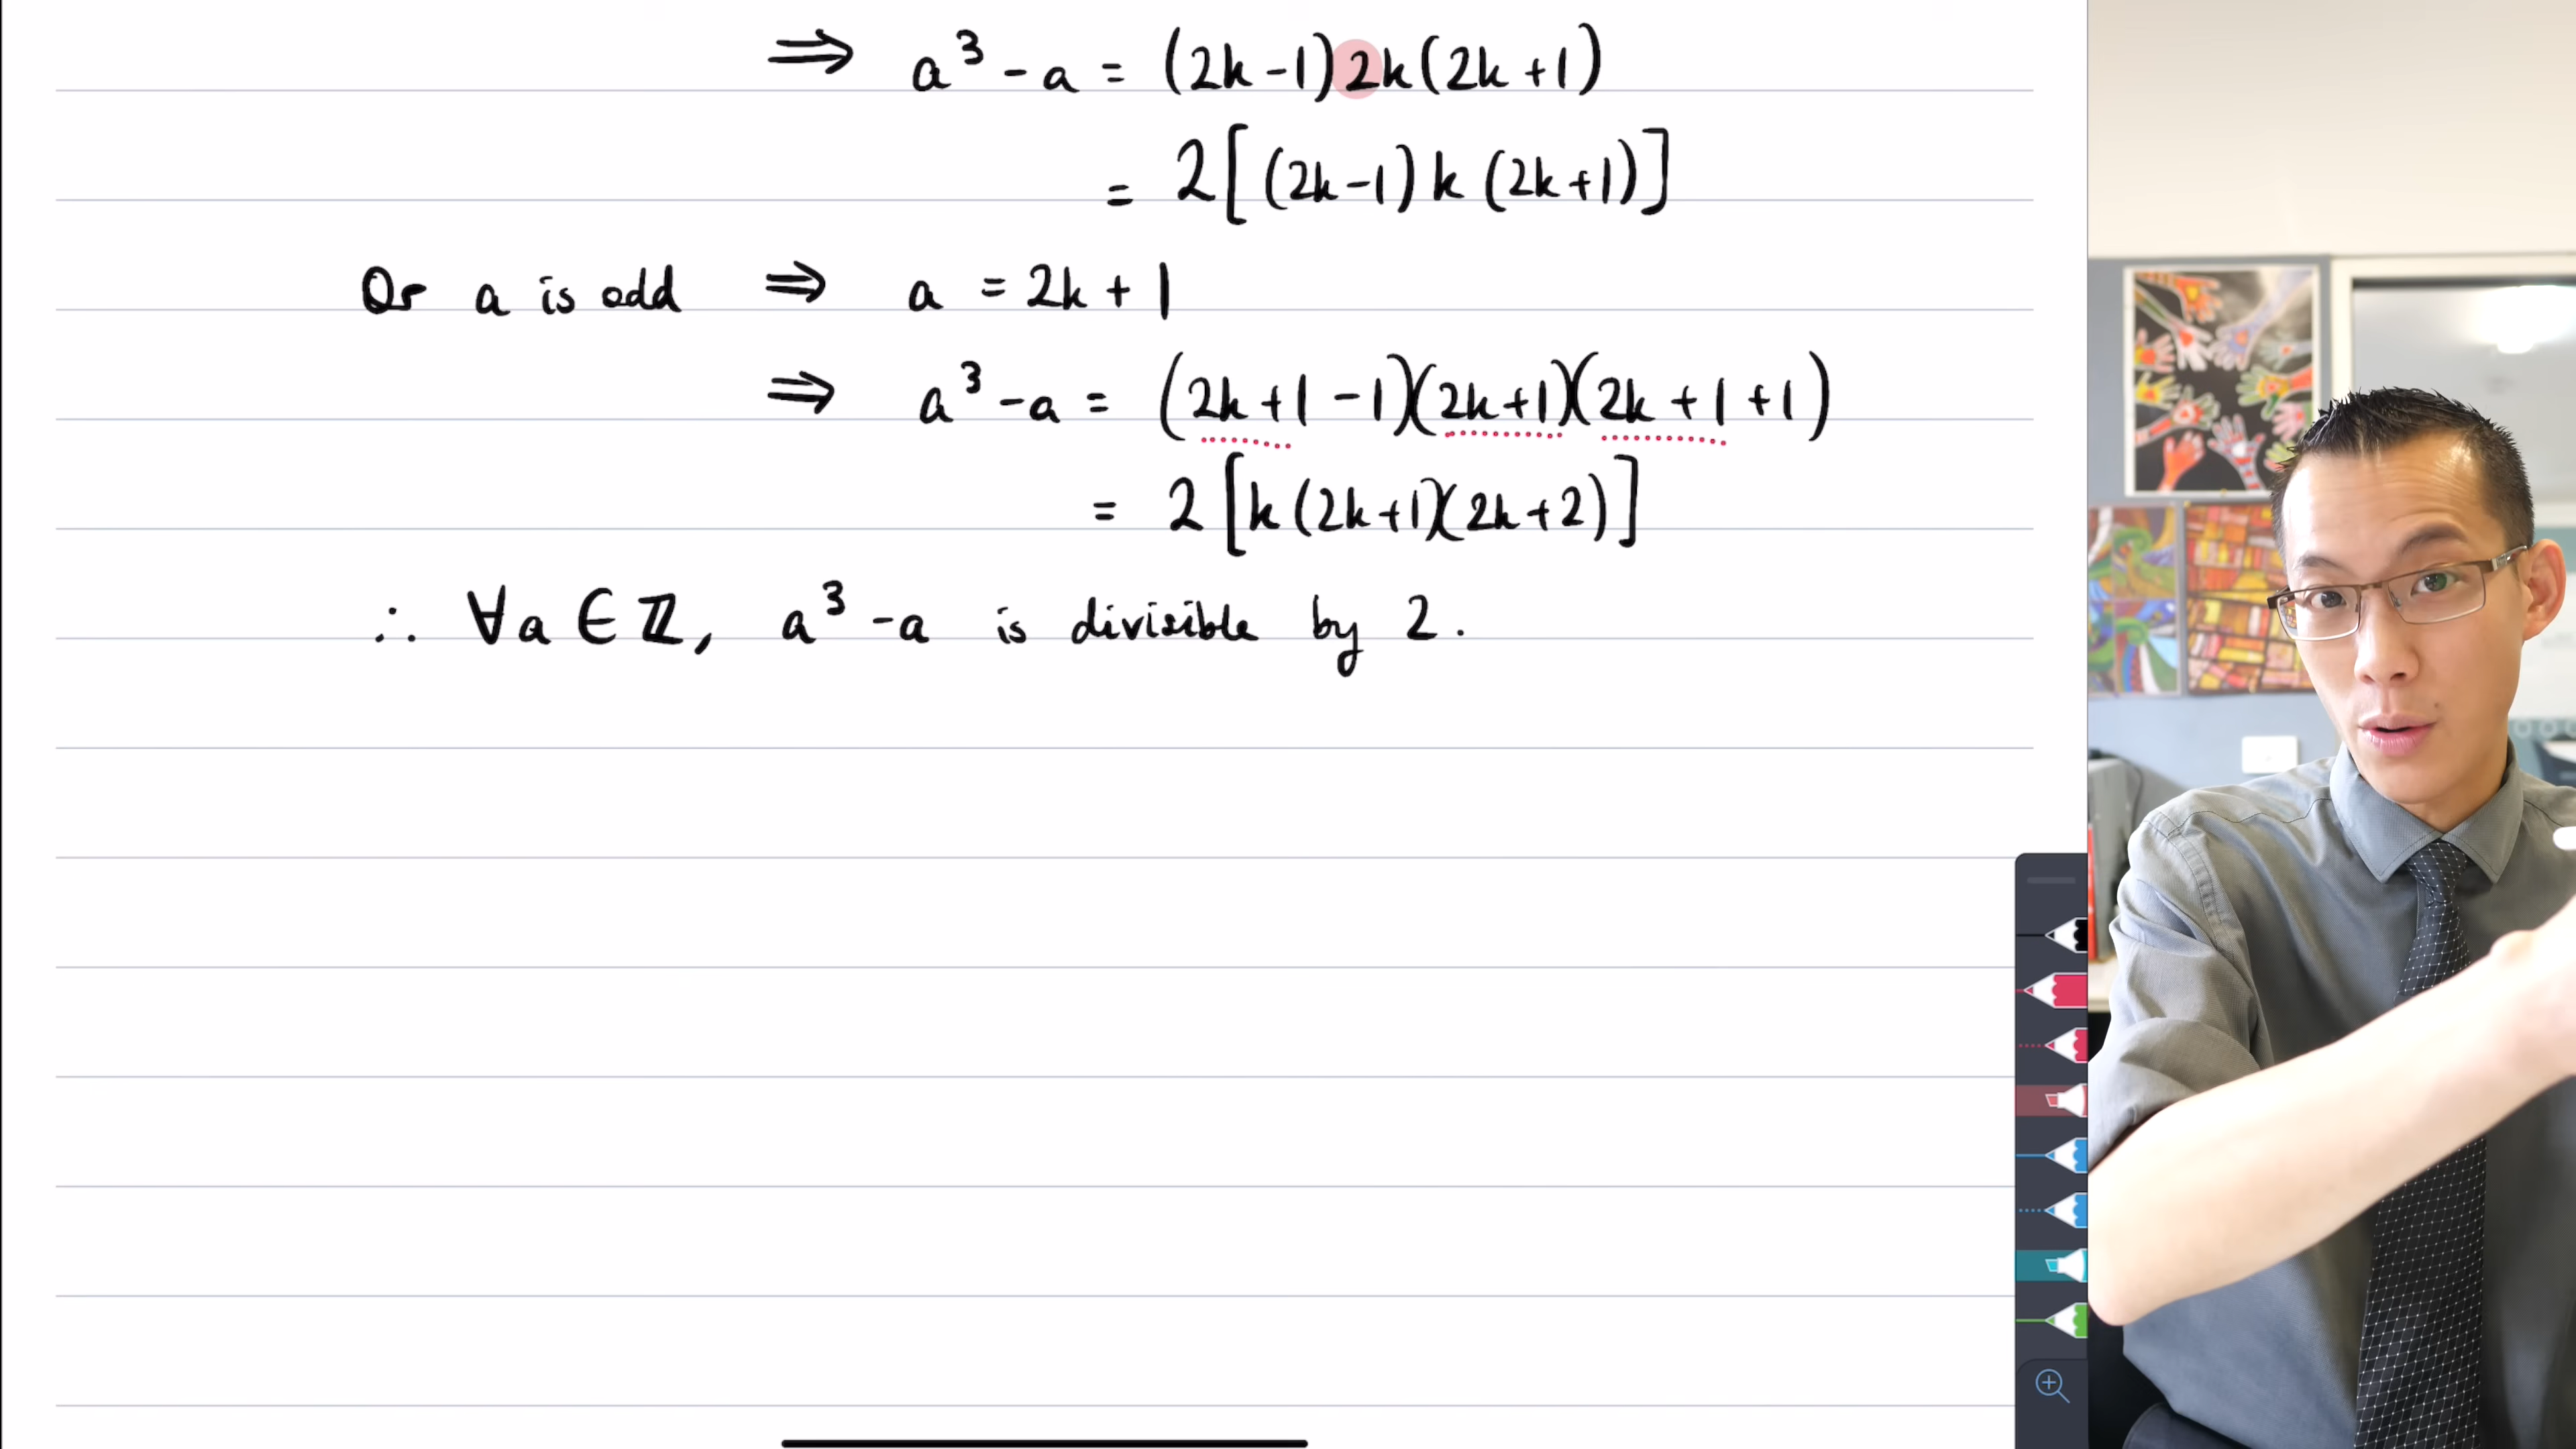 ⇒ a³ - a = (2k - 1) 2k (2k + 1)
= 2[(2k - 1) k (2k + 1)]
Or a is odd ⇒ a = 2k + 1
⇒ a³ - a = (2k + 1 - 1)(2k + 1)(2k + 1 + 1)
= 2[k (2k + 1)(2k + 2)]
∴ ∀a ∈ ℤ, a³ - a is divisible by 2.